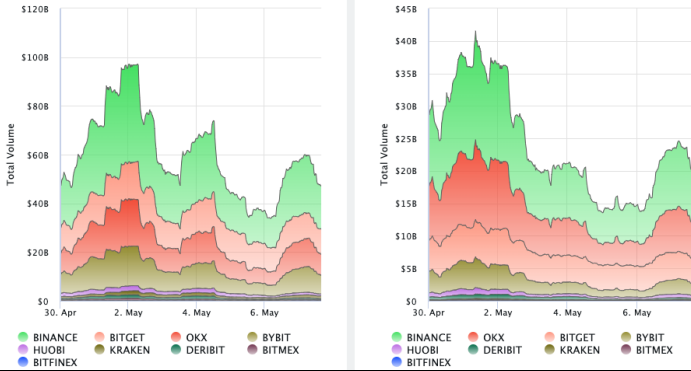 $120B
$100B
$80B
$60B
$40B
$20B
$0
Total Volume
30. Apr 2. May 4. May 6. May
BINANCE BITGET OKX BYBIT
HUOBI KRAKEN DERIBIT BITMEX
BITFINEX
$45B
$40B
$35B
$30B
$25B
$20B
$15B
$10B
$5B
$0
Total Volume
30. Apr 2. May 4. May 6. May
BINANCE OKX BITGET BYBIT
HUOBI DERIBIT KRAKEN BITMEX
BITFINEX